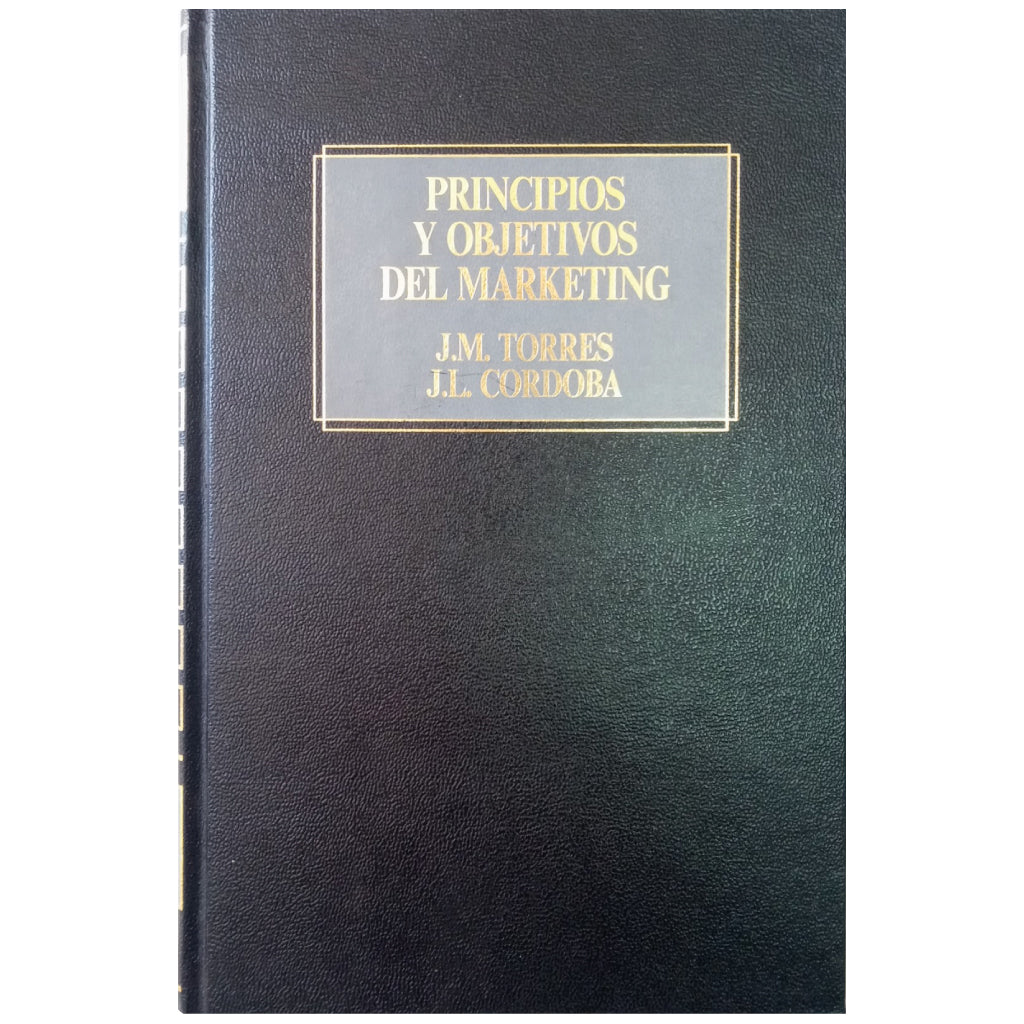 PRINCIPIOS
Y OBJETIVOS
DEL MARKETING
J.M. TORRES
J.L. CORDOBA